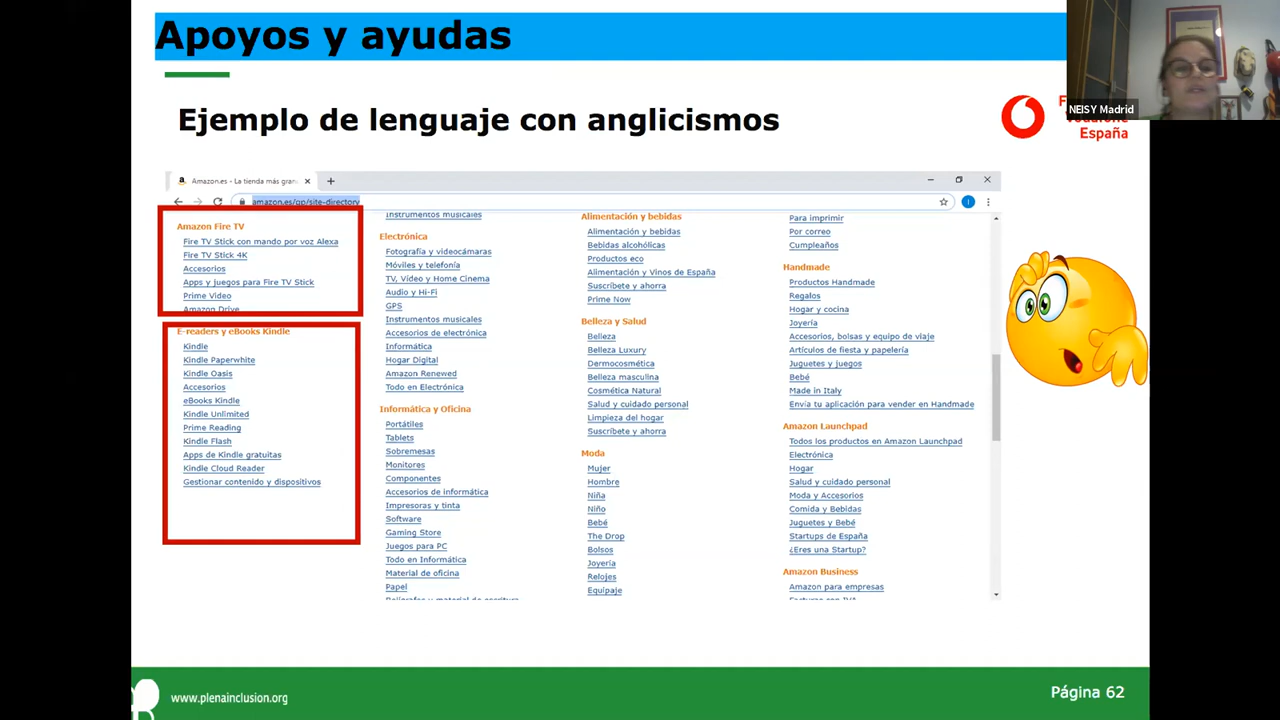 Apoyos y ayudas
NEISY Madrid
Ejemplo de lenguaje con anglicismos
España
Amazon.es - La tienda más gran
amazon.es/gp/site-directory
Amazon Fire TV
Fire TV Stick con mando por voz Alexa
Fire TV Stick 4K
Accesorios
Apps y juegos para Fire TV Stick
Prime Video
Amazon Drive
E-readers y eBooks Kindle
Kindle
Kindle Paperwhite
Kindle Oasis
Accesorios
eBooks Kindle
Kindle Unlimited
Prime Reading
Kindle Flash
Apps de Kindle gratuitas
Kindle Cloud Reader
Gestionar contenido y dispositivos
Instrumentos musicales
Electrónica
Fotografía y videocámaras
Móviles y telefonía
TV, Vídeo y Home Cinema
Audio y Hi-Fi
GPS
Instrumentos musicales
Accesorios de electrónica
Informática
Hogar Digital
Amazon Renewed
Todo en Electrónica
Informática y Oficina
Portátiles
Tablets
Sobremesas
Monitores
Componentes
Accesorios de informática
Impresoras y tinta
Software
Gaming Store
Juegos para PC
Todo en Informática
Material de oficina
Papel
Bolígrafos y material de escritura
Alimentación y bebidas
Alimentación y bebidas
Bebidas alcohólicas
Productos eco
Alimentación y Vinos de España
Suscríbete y ahorra
Prime Now
Belleza y Salud
Belleza
Belleza Luxury
Dermocosmética
Belleza masculina
Cosmética Natural
Salud y cuidado personal
Limpieza del hogar
Suscríbete y ahorra
Moda
Mujer
Hombre
Niña
Niño
Bebé
The Drop
Bolsos
Joyería
Relojes
Equipaje
Para imprimir
Por correo
Cumpleaños
Handmade
Productos Handmade
Regalos
Hogar y cocina
Joyería
Accesorios, bolsas y equipo de viaje
Artículos de fiesta y papelería
Juguetes y juegos
Bebé
Made in Italy
Envía tu aplicación para vender en Handmade
Amazon Launchpad
Todos los productos en Amazon Launchpad
Electrónica
Hogar
Salud y cuidado personal
Moda y Accesorios
Comida y Bebidas
Juguetes y Bebé
Startups de España
¿Eres una Startup?
Amazon Business
Amazon para empresas
Facturas con IVA
www.plenainclusion.org
Página 62